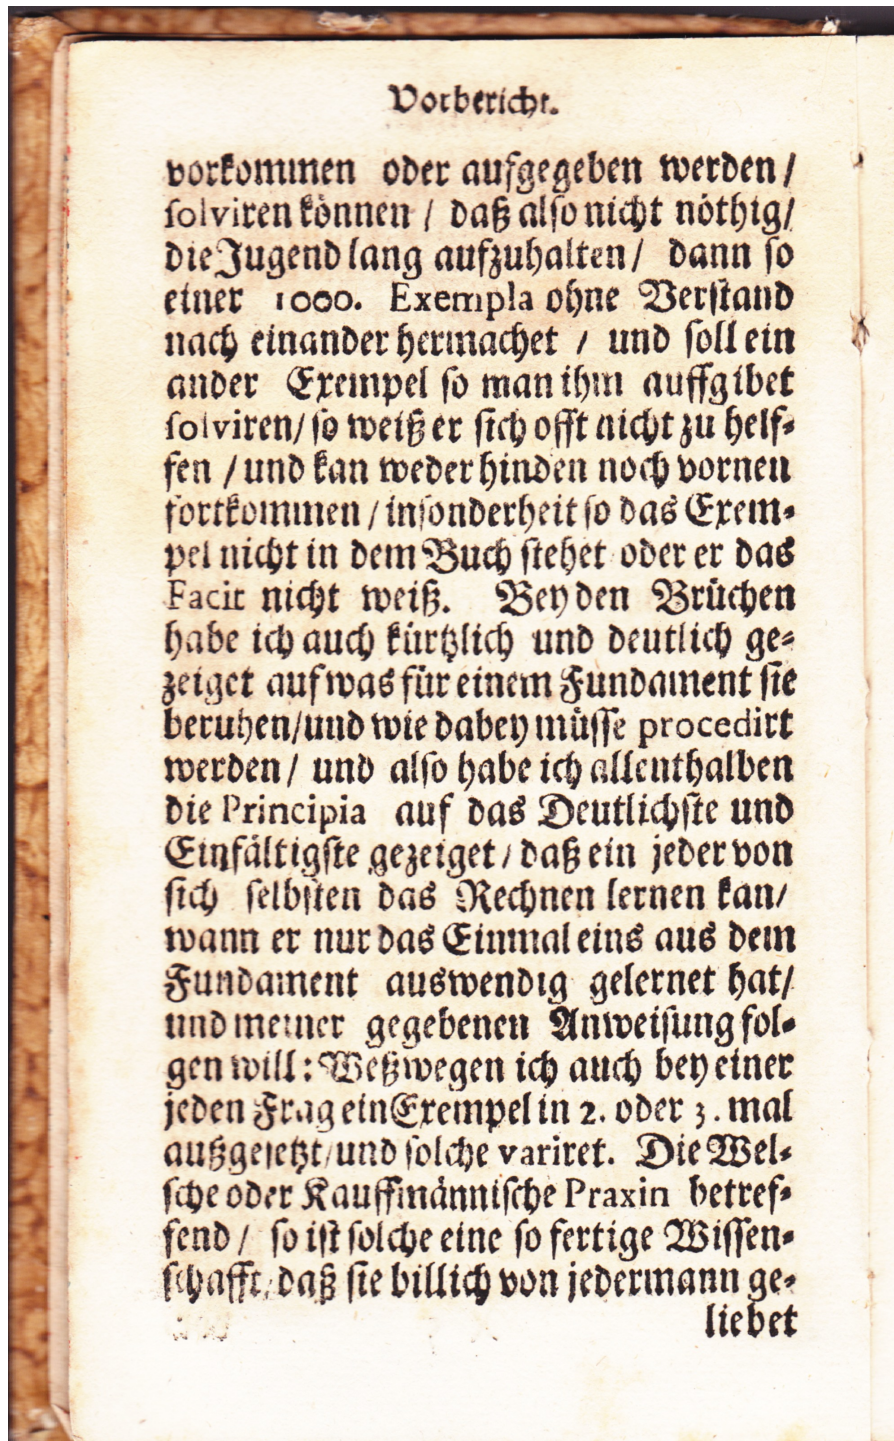 Vorbericht.
vorkommen oder aufgegeben werden/
solviren können / daß also nicht nöthig/
die Jugend lang aufzuhalten/ dann so
einer 1000. Exempla ohne Verstand
nach einander hermachet / und soll ein
ander Exempel so man ihm auffgibet
solviren/ so weiß er sich offt nicht zu helf-
fen / und kan weder hinden noch vornen
fortkommen / insonderheit so das Exem-
pel nicht in dem Buch stehet oder er das
Facit nicht weiß. Bey den Brüchen
habe ich auch kürtzlich und deutlich ge-
zeiget auf was für einem Fundament sie
beruhen/und wie dabey müsse procedirt
werden/ und also habe ich allenthalben
die Principia auf das Deutlichste und
Einfältigste gezeiget / daß ein jeder von
sich selbsten das Rechnen lernen kan/
wann er nur das Einmal eins aus dem
Fundament auswendig gelernet hat/
und meiner gegebenen Anweisung fol-
gen will: Weßwegen ich auch bey einer
jeden Frag ein Exempel in 2. oder 3. mal
außgesetzt/und solche variret. Die Wel-
sche oder Kauffmännische Praxin betref-
fend/ so ist solche eine so fertige Wissen-
schafft/ daß sie billich von jedermann ge-
liebet